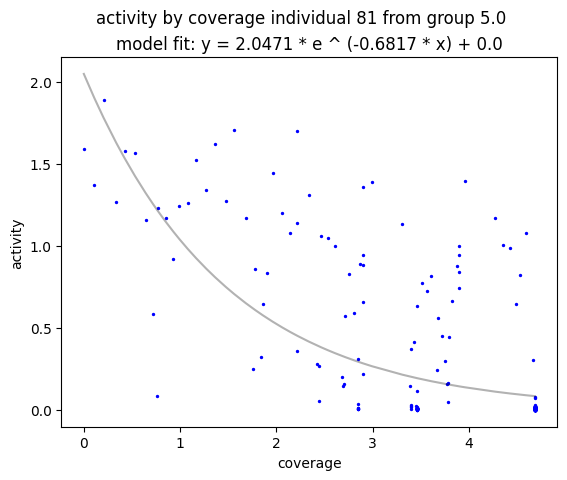 activity by coverage individual 81 from group 5.0
model fit: y = 2.0471 * e ^ (-0.6817 * x) + 0.0
2.0
1.5
1.0
0.5
0.0
activity
0 1 2 3 4
coverage